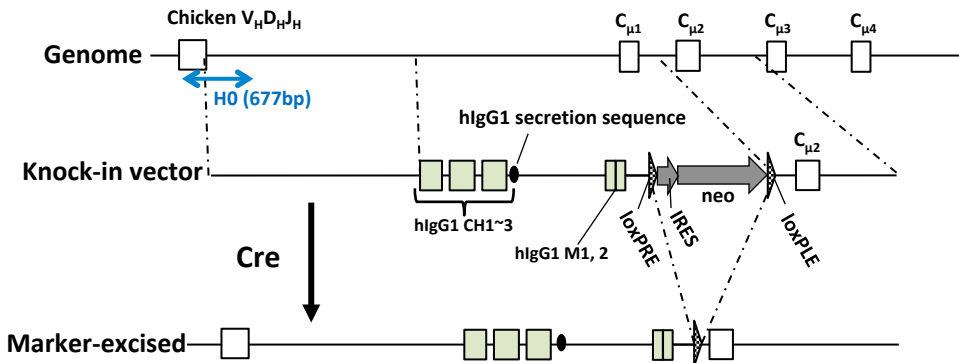 Chicken VHDHJH
Cμ1 Cμ2 Cμ3 Cμ4
Genome
H0 (677bp)
hIgG1 secretion sequence
Cμ2
Knock-in vector
neo
hIgG1 CH1~3
hIgG1 M1, 2
loxPRE
IRES
loxPLE
Cre
Marker-excised